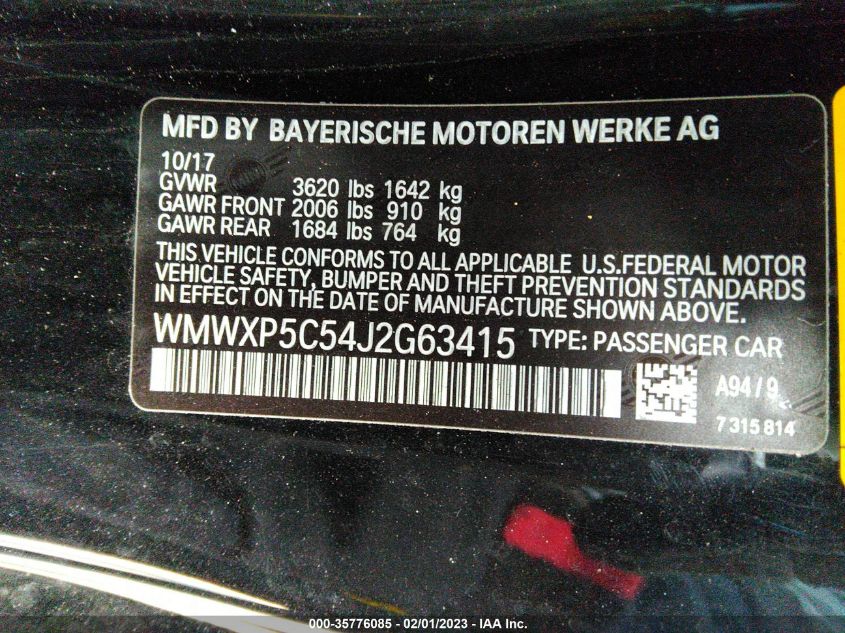 MFD BY BAYERISCHE MOTOREN WERKE AG
10/17
GVWR 3620 lbs 1642 kg
GAWR FRONT 2006 lbs 910 kg
GAWR REAR 1684 lbs 764 kg
THIS VEHICLE CONFORMS TO ALL APPLICABLE U.S.FEDERAL MOTOR
VEHICLE SAFETY, BUMPER AND THEFT PREVENTION STANDARDS
IN EFFECT ON THE DATE OF MANUFACTURE SHOWN ABOVE.
WMWXP5C54J2G63415 TYPE: PASSENGER CAR
A94/9
7 315 814
000-35776085 - 02/01/2023 - IAA Inc.